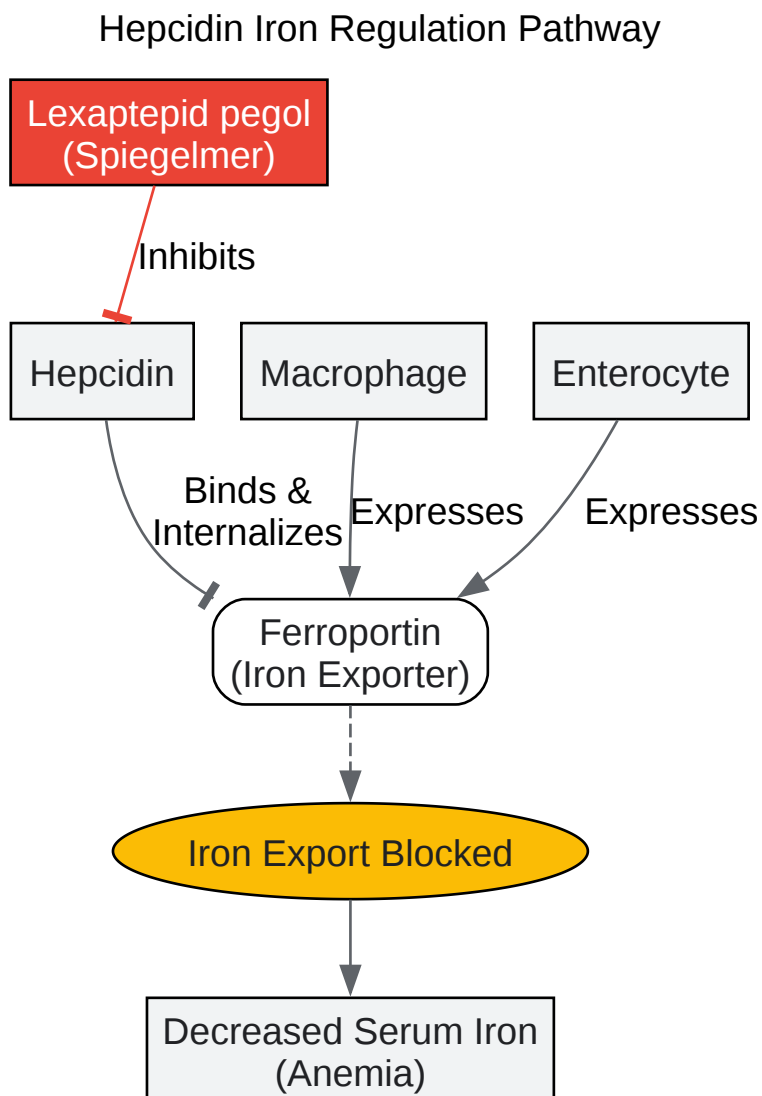 Hepcidin Iron Regulation Pathway
Lexaptepid pegol
(Spiegelmer)
Inhibits
Hepcidin
Macrophage
Enterocyte
Binds &
Internalizes
Expresses
Expresses
Ferroportin
(Iron Exporter)
Iron Export Blocked
Decreased Serum Iron
(Anemia)